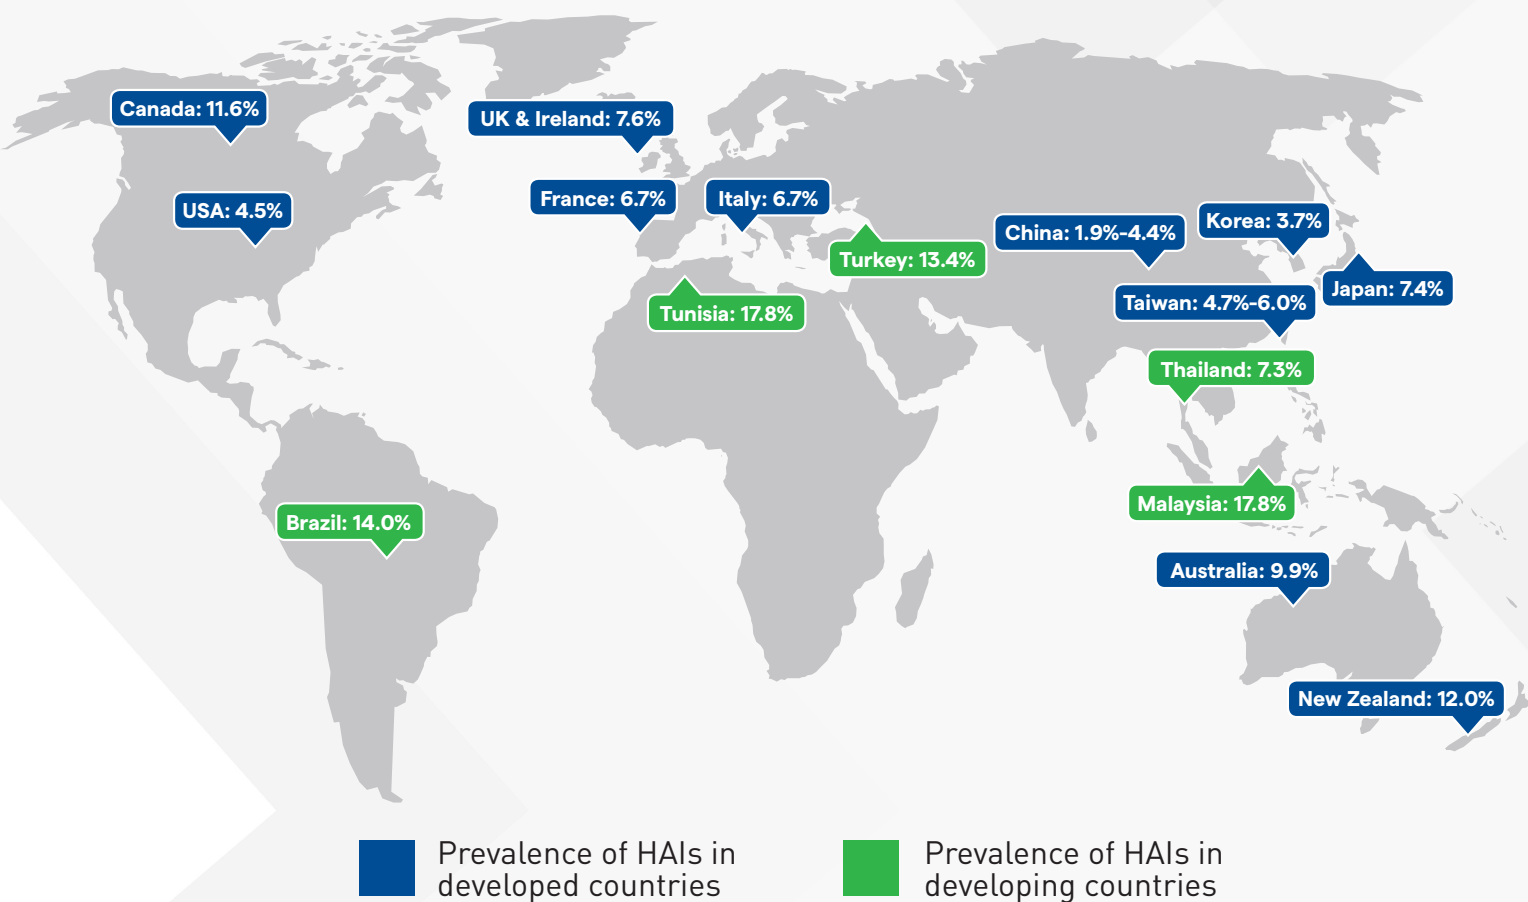 Canada: 11.6%
UK & Ireland: 7.6%
France: 6.7%
Italy: 6.7%
USA: 4.5%
China: 1.9%-4.4%
Korea: 3.7%
Turkey: 13.4%
Japan: 7.4%
Taiwan: 4.7%-6.0%
Tunisia: 17.8%
Thailand: 7.3%
Malaysia: 17.8%
Brazil: 14.0%
Australia: 9.9%
New Zealand: 12.0%
Prevalence of HAIs in
developed countries
Prevalence of HAIs in
developing countries